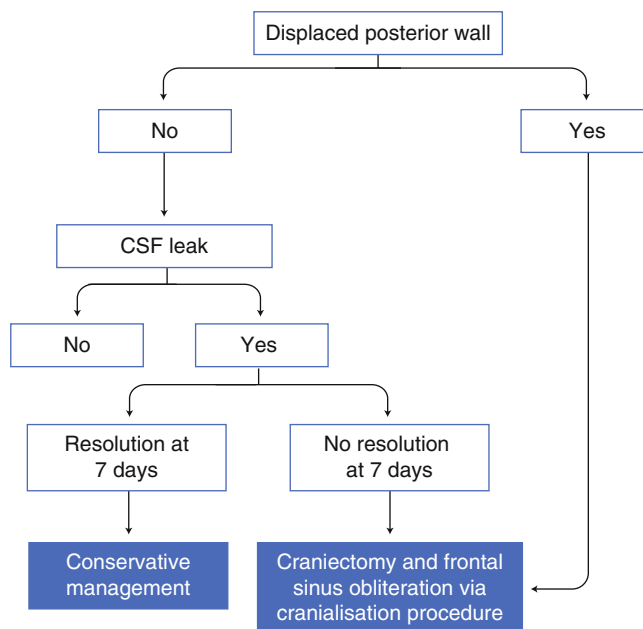 Displaced posterior wall
No
Yes
CSF leak
No
Yes
Resolution at
7 days
No resolution
at 7 days
Conservative
management
Craniectomy and frontal
sinus obliteration via
cranialisation procedure